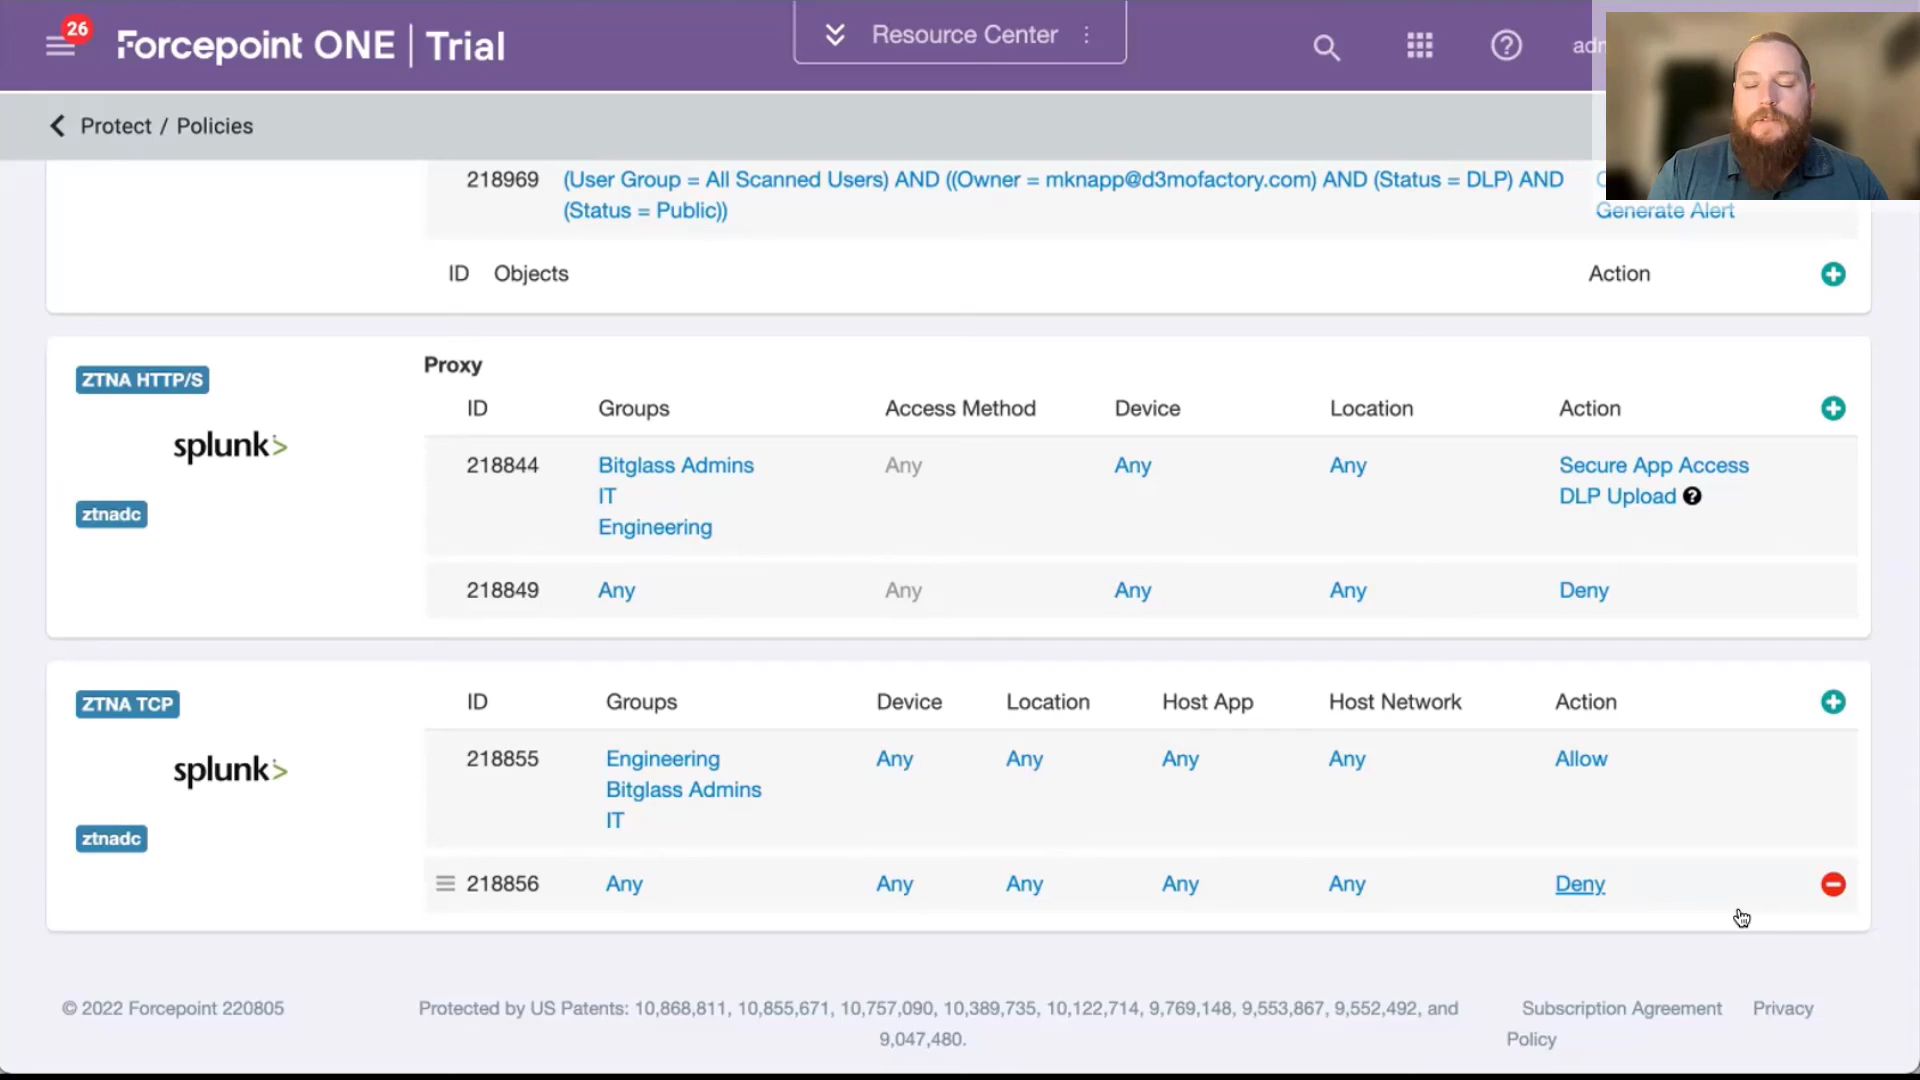 26
Forcepoint ONE | Trial
Resource Center
Protect / Policies
218969 (User Group = All Scanned Users) AND ((Owner = mknapp@d3mofactory.com) AND (Status = DLP) AND
(Status = Public))
Generate Alert
ID Objects Action
ZTNA HTTP/S
splunk>
ztnadc
Proxy
ID Groups Access Method Device Location Action
218844 Bitglass Admins Any Any Any Secure App Access
IT DLP Upload
Engineering
218849 Any Any Any Any Deny
ZTNA TCP
splunk>
ztnadc
ID Groups Device Location Host App Host Network Action
218855 Engineering Any Any Any Any Allow
Bitglass Admins
IT
218856 Any Any Any Any Any Deny
© 2022 Forcepoint 220805
Protected by US Patents: 10,868,811, 10,855,671, 10,757,090, 10,389,735, 10,122,714, 9,769,148, 9,553,867, 9,552,492, and
9,047,480.
Subscription Agreement Privacy
Policy